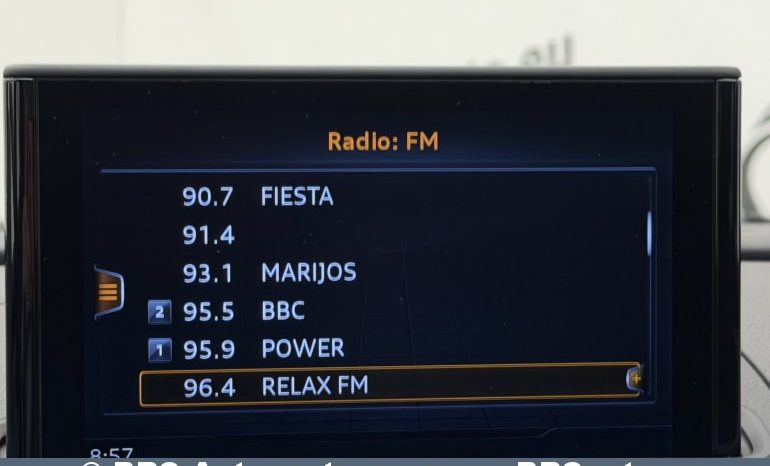 Radio: FM
90.7 FIESTA
91.4
93.1 MARIJOS
2 95.5 BBC
1 95.9 POWER
96.4 RELAX FM
8:57